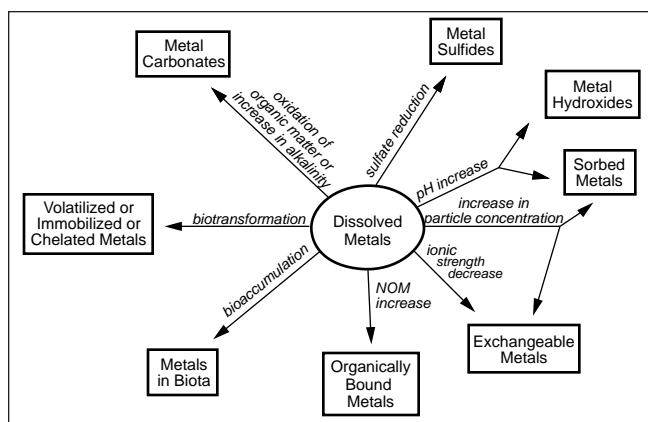 Metal
Carbonates
Metal
Sulfides
Metal
Hydroxides
oxidation of
organic matter or
increase in alkalinity
sulfate reduction
pH increase
Sorbed
Metals
increase in
particle concentration
Volatilized or
Immobilized or
Chelated Metals
biotransformation
Dissolved
Metals
ionic
strength
decrease
bioaccumulation
NOM
increase
Metals
in Biota
Organically
Bound
Metals
Exchangeable
Metals